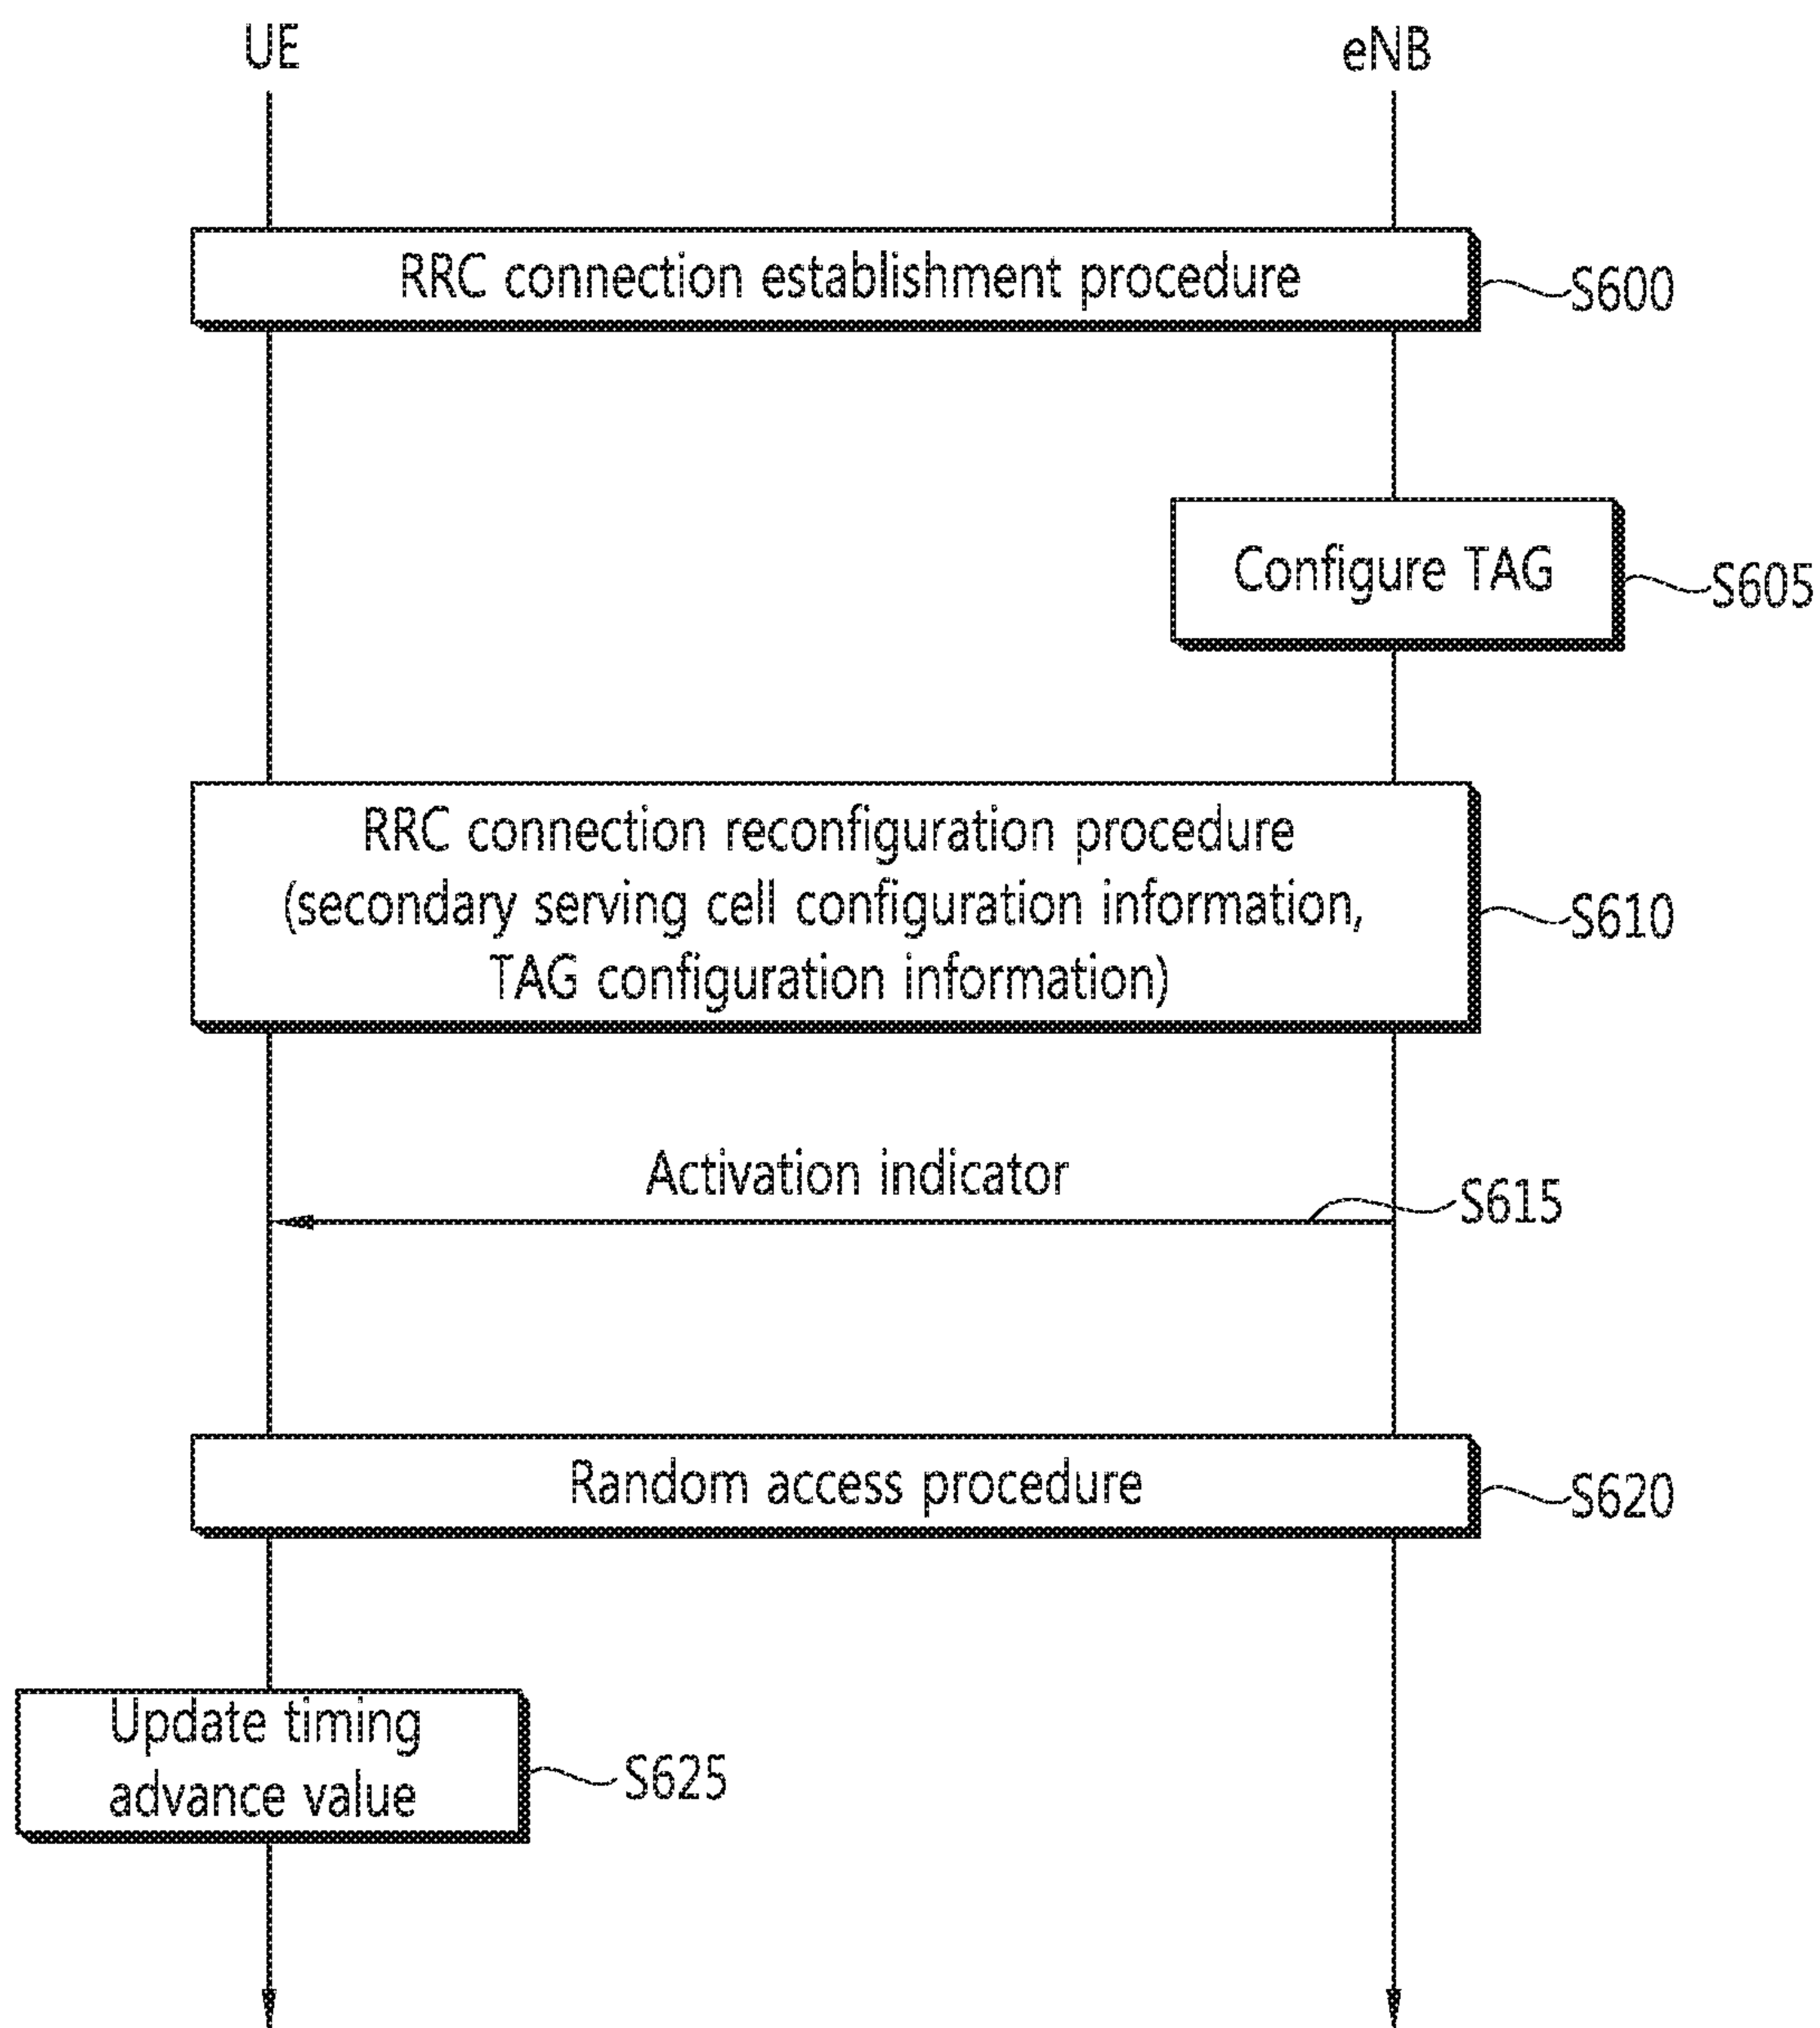 UE
eNB
RRC connection establishment procedure
S600
Configure TAG
S605
RRC connection reconfiguration procedure
(secondary serving cell configuration information,
TAG configuration information)
S610
Activation indicator
S615
Random access procedure
S620
Update timing
advance value
S625